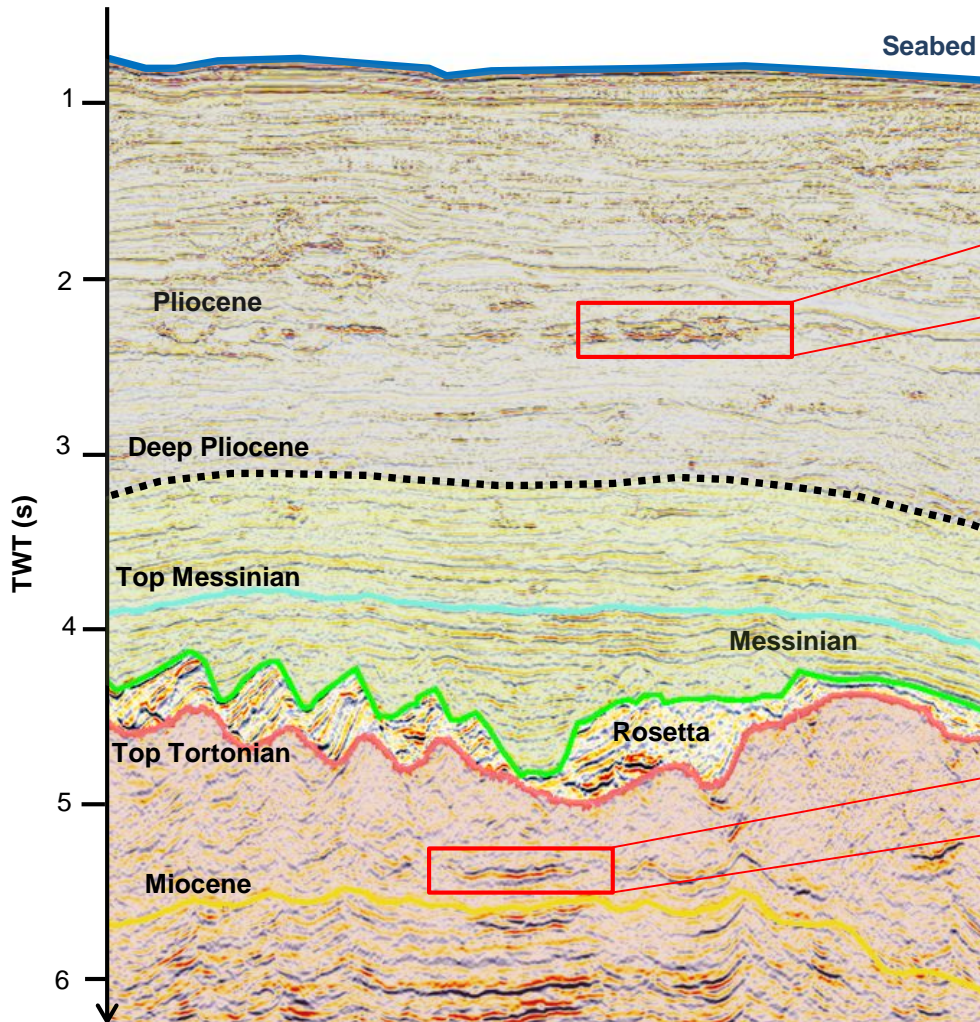 Seabed
1
2
Pliocene
3
Deep Pliocene
TWT (s)
Top Messinian
4
Messinian
Rosetta
Top Tortonian
5
Miocene
6